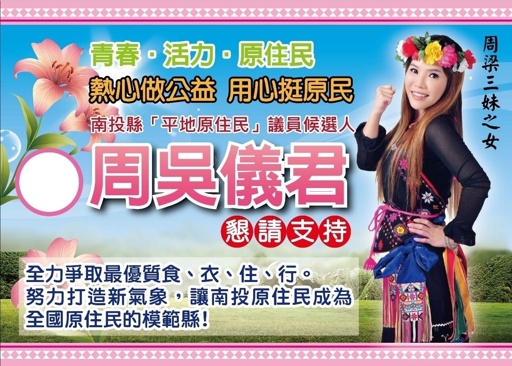 青春・活力・原住民
熱心做公益 用心挺原民
南投縣「平地原住民」議員候選人
周吳儀君
懇請支持
周梁三妹之女
全力爭取最優質食、衣、住、行。
努力打造新氣象，讓南投原住民成為
全國原住民的模範縣!